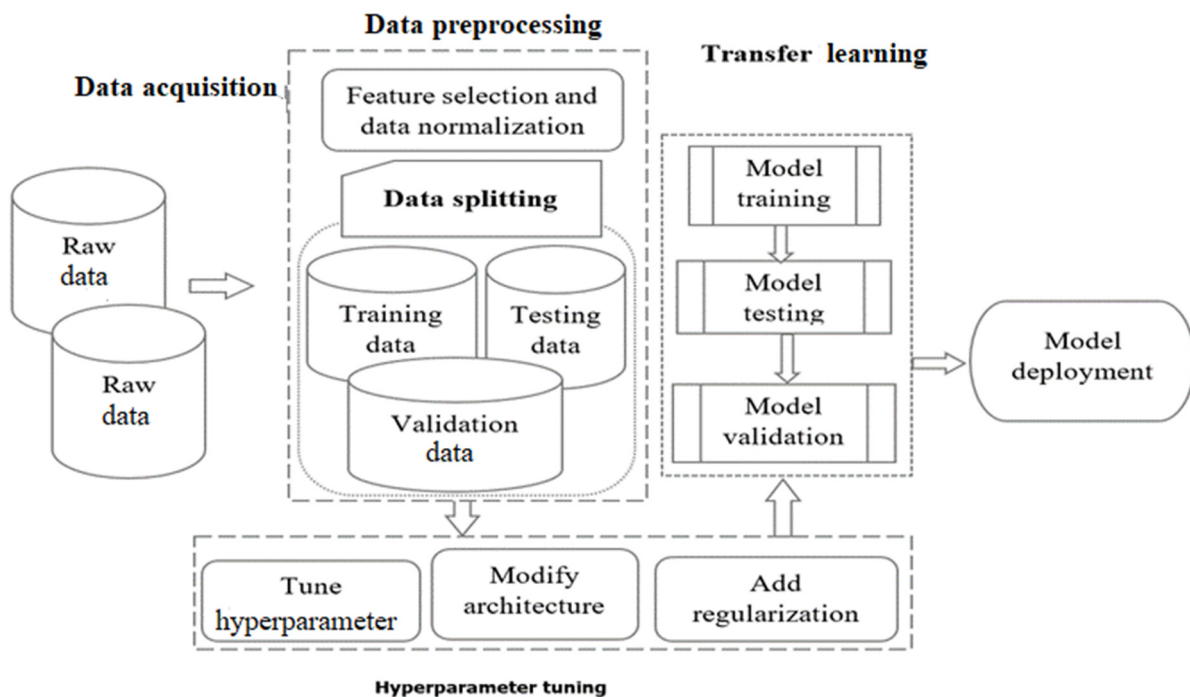 Data acquisition
Raw
data
Raw
data
Data preprocessing
Feature selection and
data normalization
Data splitting
Training
data
Testing
data
Validation
data
Tune
hyperparameter
Modify
architecture
Add
regularization
Hyperparameter tuning
Transfer learning
Model
training
Model
testing
Model
validation
Model
deployment